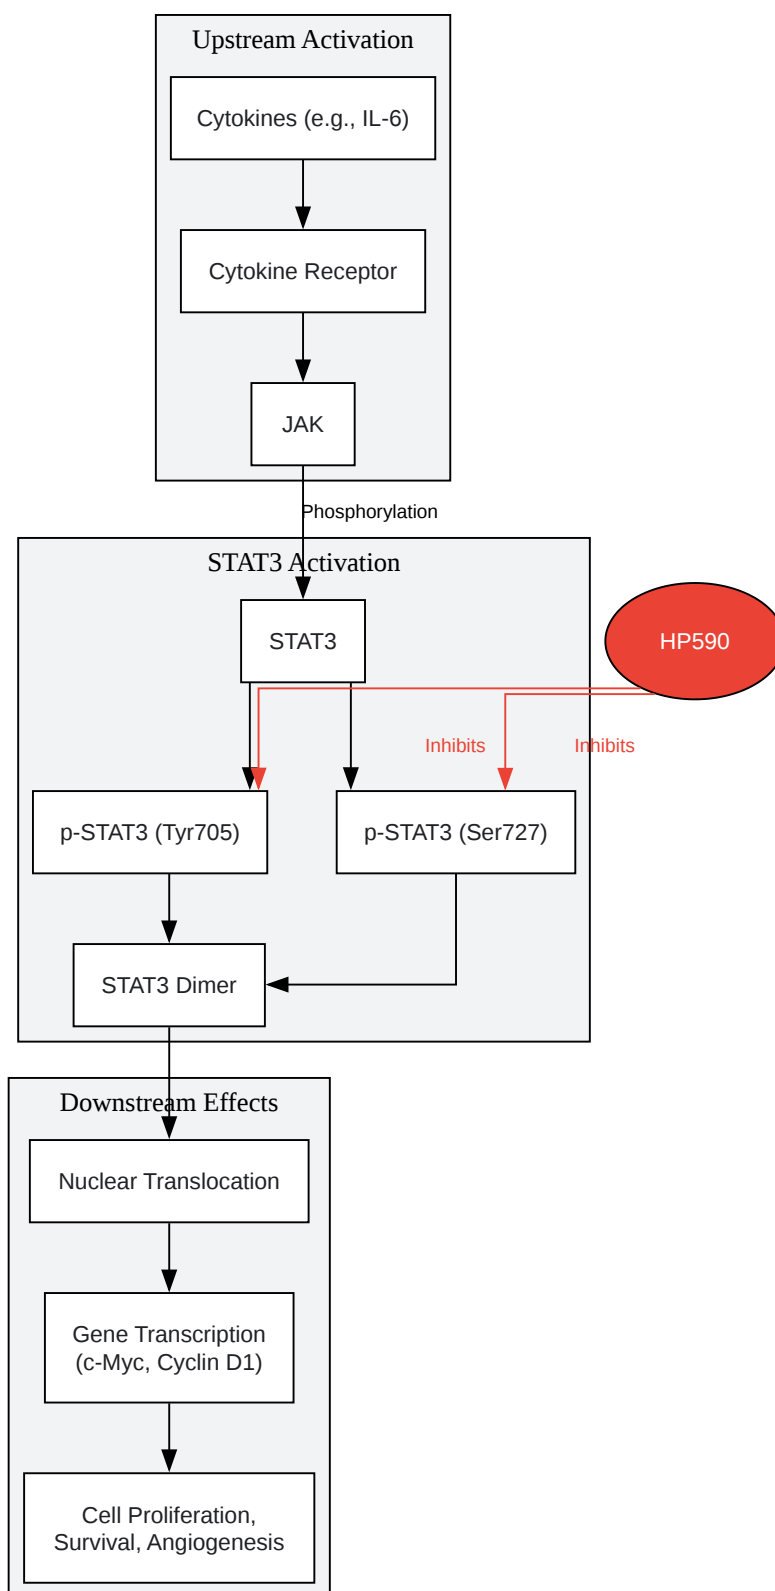 Upstream Activation
Cytokines (e.g., IL-6)
Cytokine Receptor
JAK
Phosphorylation
STAT3 Activation
STAT3
HP590
Inhibits
Inhibits
p-STAT3 (Tyr705)
p-STAT3 (Ser727)
STAT3 Dimer
Downstream Effects
Nuclear Translocation
Gene Transcription
(c-Myc, Cyclin D1)
Cell Proliferation,
Survival, Angiogenesis